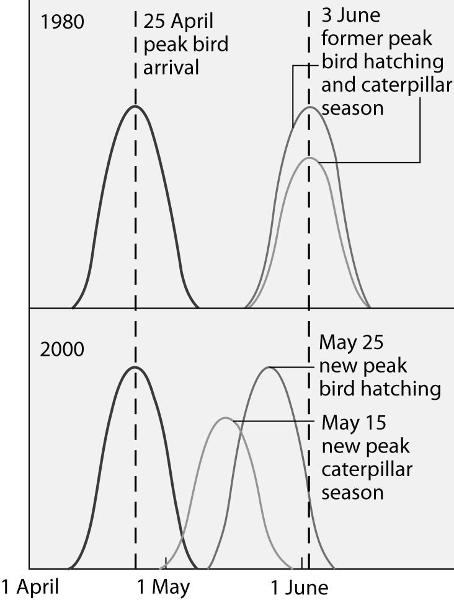 1980
25 April
peak bird
arrival
3 June
former peak
bird hatching
and caterpillar
season
2000
May 25
new peak
bird hatching
May 15
new peak
caterpillar
season
1 April
1 May
1 June